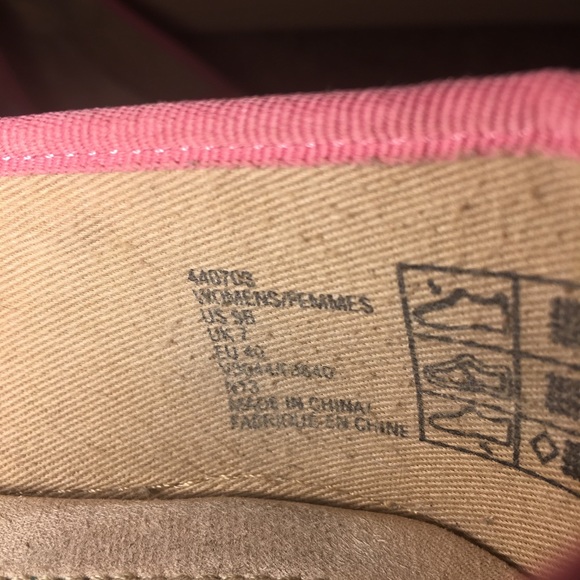 440703
WOMENS/FEMMES
US 9B
UK 7
EU 40
MADE IN CHINA/
FABRIQUE EN CHINE